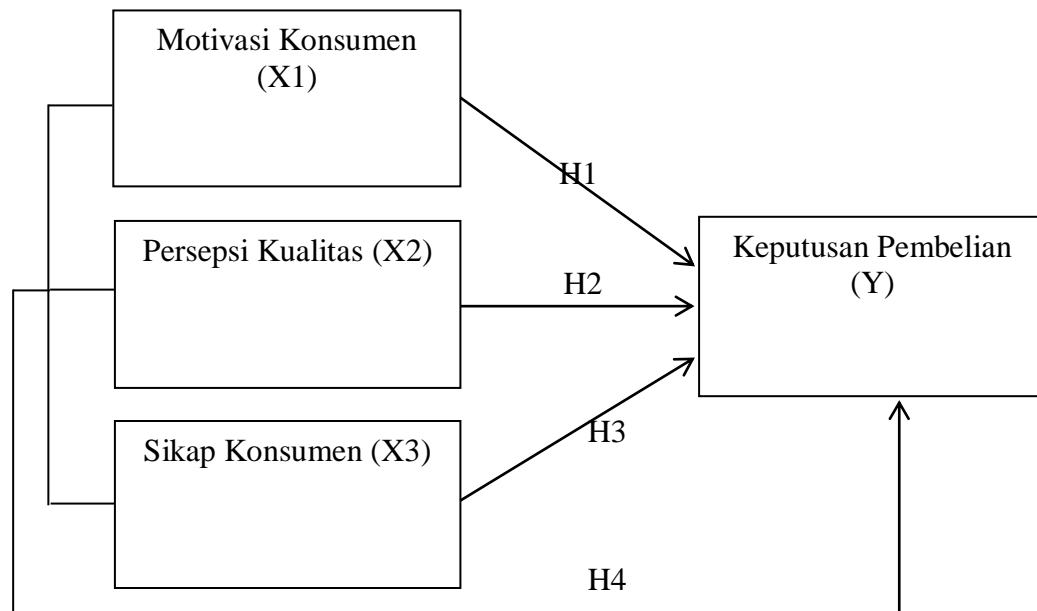 Motivasi Konsumen
(X1)
H1
Persepsi Kualitas (X2)
H2
Keputusan Pembelian
(Y)
Sikap Konsumen (X3)
H3
H4